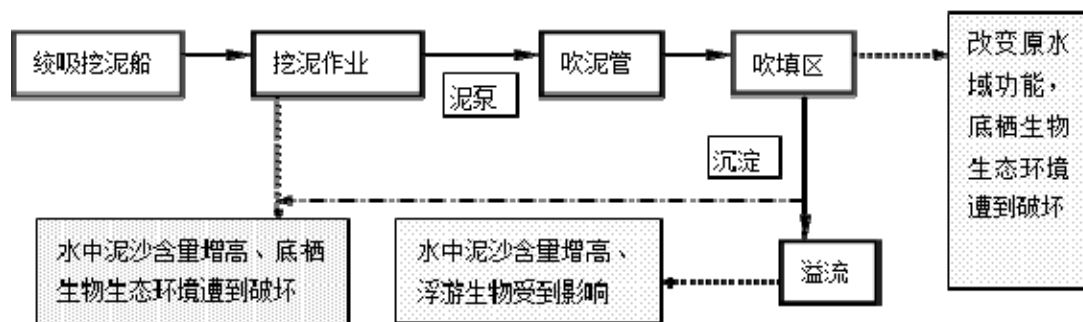 绞吸挖泥船
挖泥作业
泥泵
吹泥管
吹填区
改变原水
域功能，
底栖生物
生态环境
遭到破坏
沉淀
水中泥沙含量增高、底栖
生物生态环境遭到破坏
水中泥沙含量增高、
浮游生物受到影响
溢流